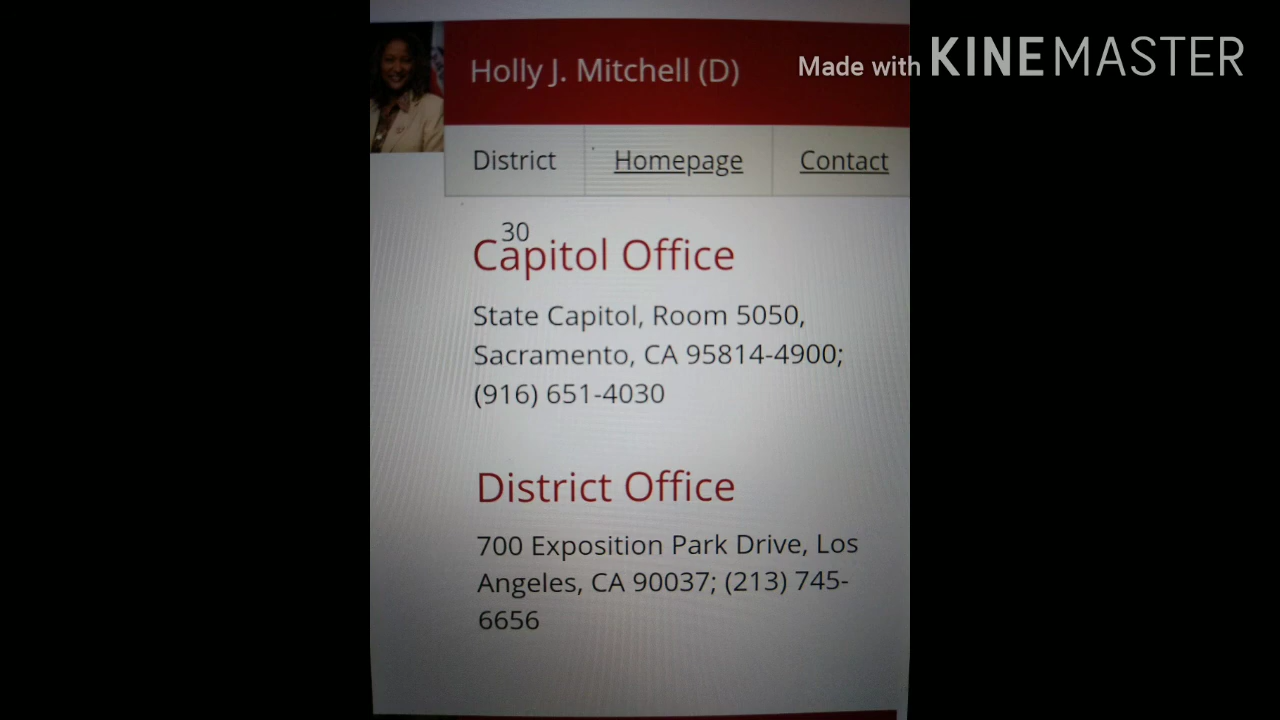 Holly J. Mitchell (D)
Made with KINEMASTER
District Homepage Contact
30
Capitol Office
State Capitol, Room 5050,
Sacramento, CA 95814-4900;
(916) 651-4030
District Office
700 Exposition Park Drive, Los
Angeles, CA 90037; (213) 745-
6656